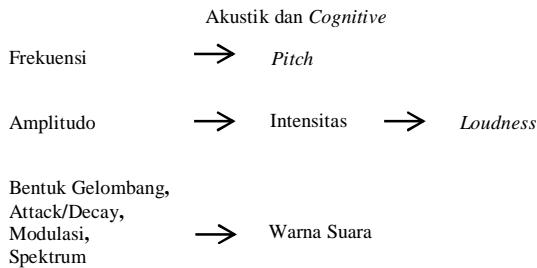 Akustik dan Cognitive
Frekuensi Pitch
Amplitudo Intensitas Loudness
Bentuk Gelombang,
Attack/Decay,
Modulasi, Warna Suara
Spektrum